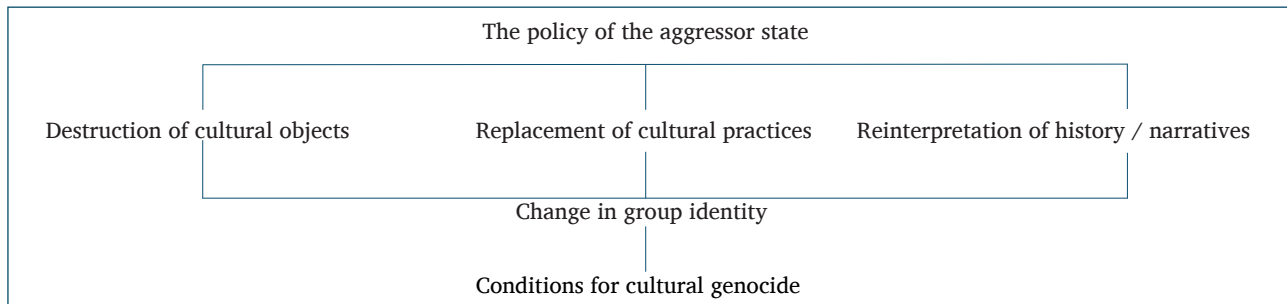 The policy of the aggressor state
Destruction of cultural objects
Replacement of cultural practices
Reinterpretation of history / narratives
Change in group identity
Conditions for cultural genocide